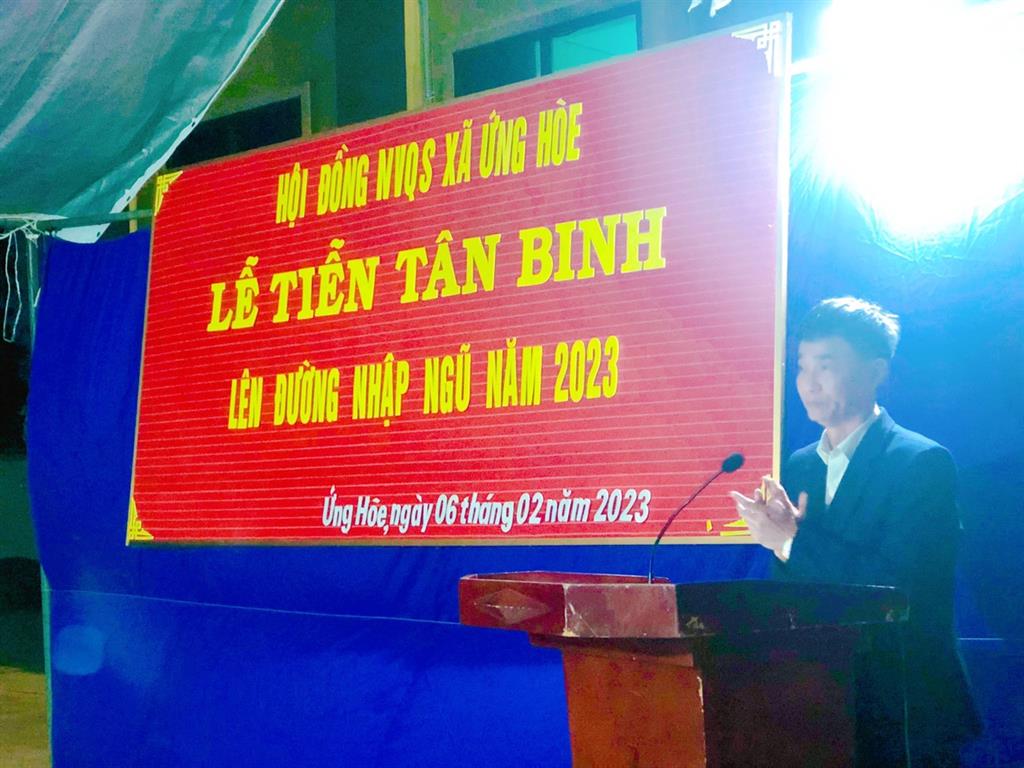 HỘI ĐỒNG NVQS XÃ ỨNG HÒE
LỄ TIỄN TÂN BINH
LÊN ĐƯỜNG NHẬP NGŨ NĂM 2023
Ứng Hòe, ngày 06 tháng 02 năm 2023